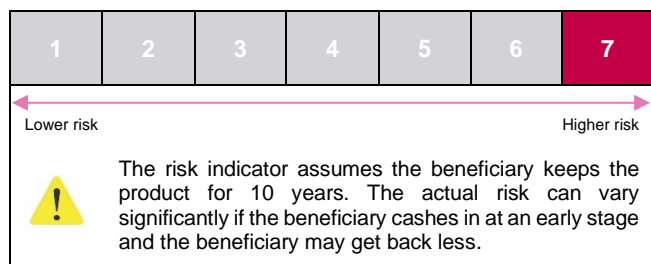 1 2 3 4 5 6 7
Lower risk Higher risk
The risk indicator assumes the beneficiary keeps the
product for 10 years. The actual risk can vary
significantly if the beneficiary cashes in at an early stage
and the beneficiary may get back less.